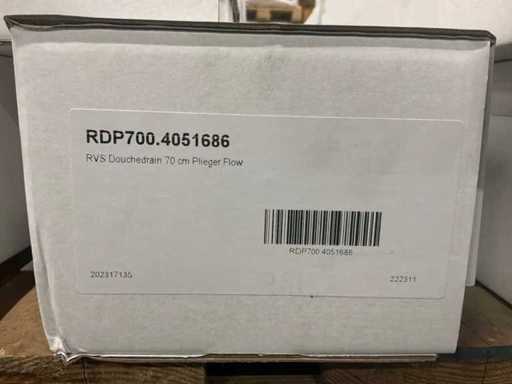 RDP700.4051686
RVS Douchedrain 70 cm Plieger Flow
RDP700.4051686
202317135
222311